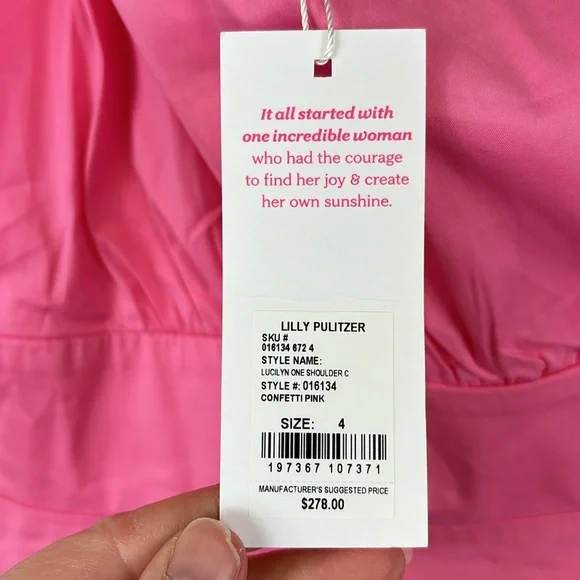 It all started with
one incredible woman
who had the courage
to find her joy & create
her own sunshine.
LILLY PULITZER
SKU #
016134 672 4
STYLE NAME:
LUCILYN ONE SHOULDER C
STYLE #: 016134
CONFETTI PINK
SIZE: 4
197367 107371
MANUFACTURER'S SUGGESTED PRICE
$278.00